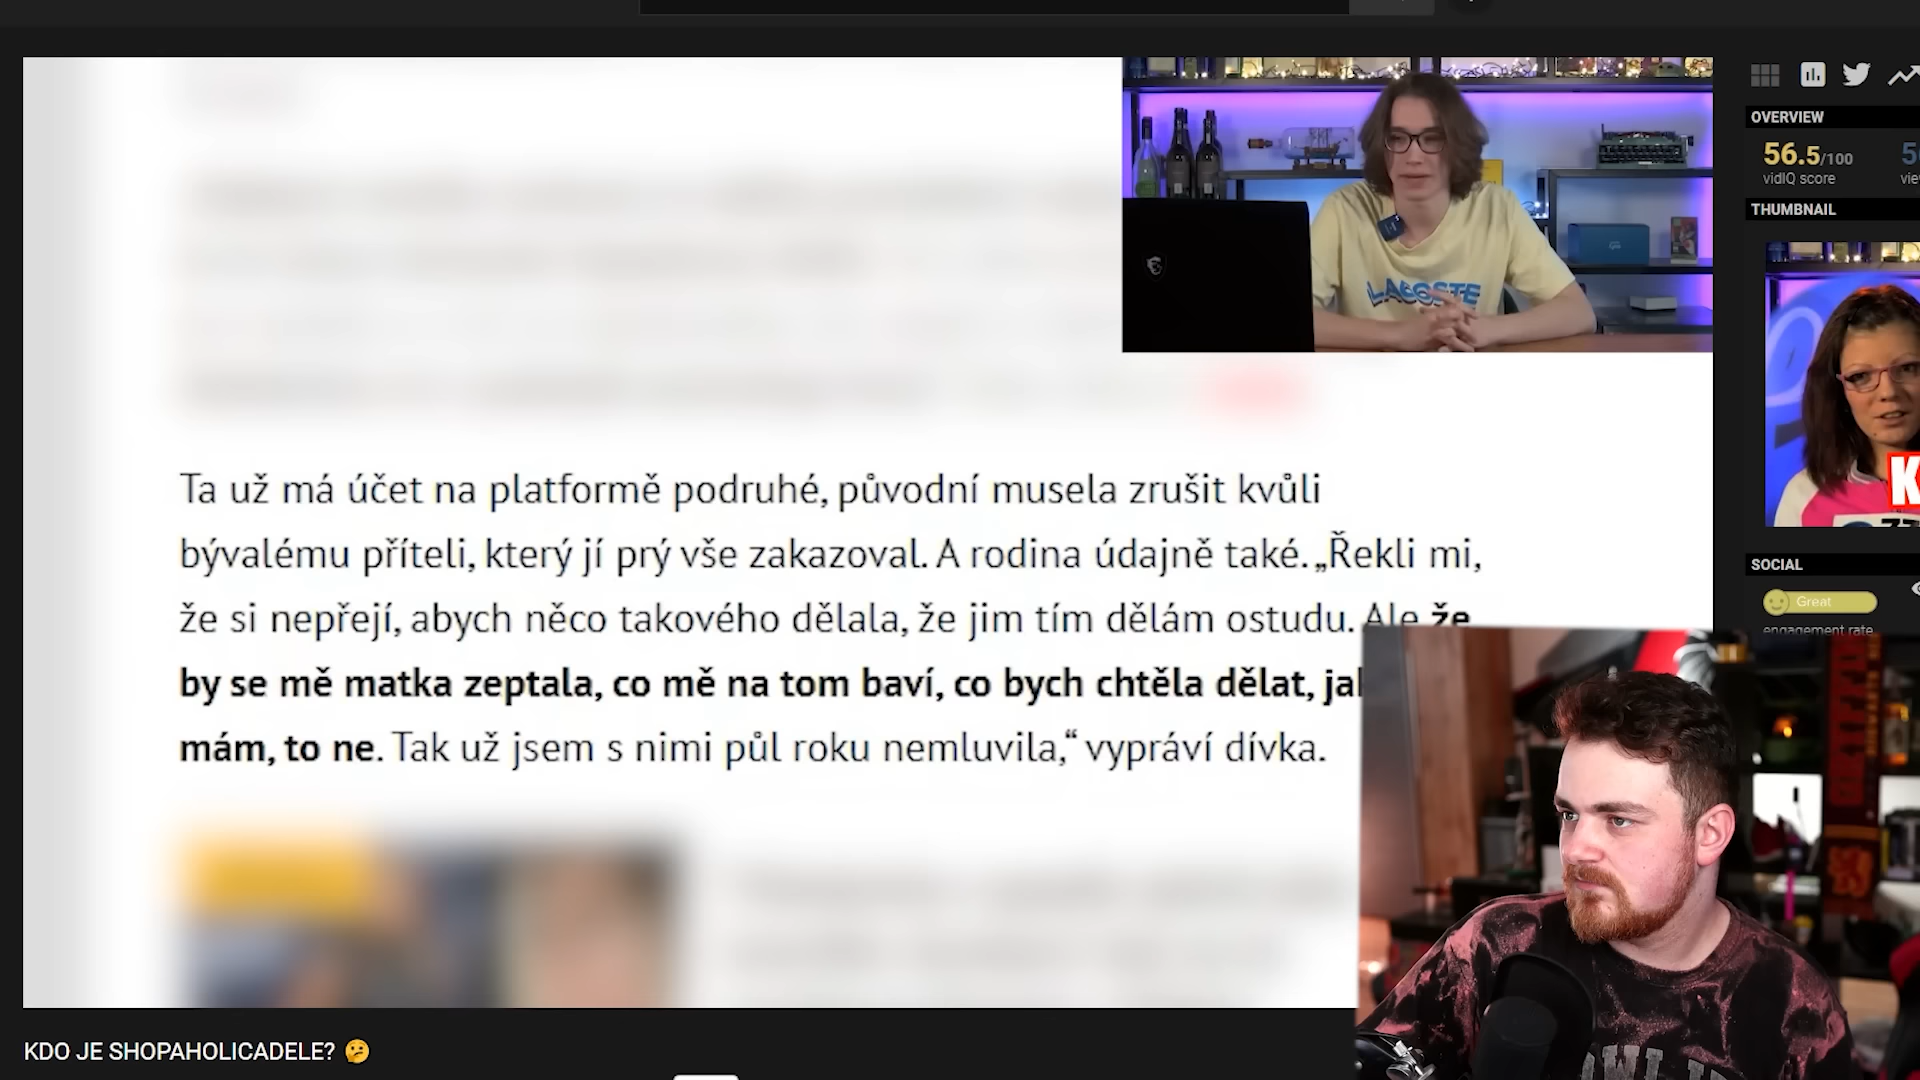 OVERVIEW
56.5/100
vidIQ score
THUMBNAIL
LACOSTE
K
SOCIAL
Great
engagement rate
Ta už má účet na platformě podruhé, původní musela zrušit kvůli
bývalému příteli, který jí prý vše zakazoval. A rodina údajně také. „Řekli mi,
že si nepřejí, abych něco takového dělala, že jim tím dělám ostudu. Ale že
by se mě matka zeptala, co mě na tom baví, co bych chtěla dělat,
mám, to ne. Tak už jsem s nimi půl roku nemluvila,“ vypráví dívka.
KDO JE SHOPAHOLICADELE? 🤔